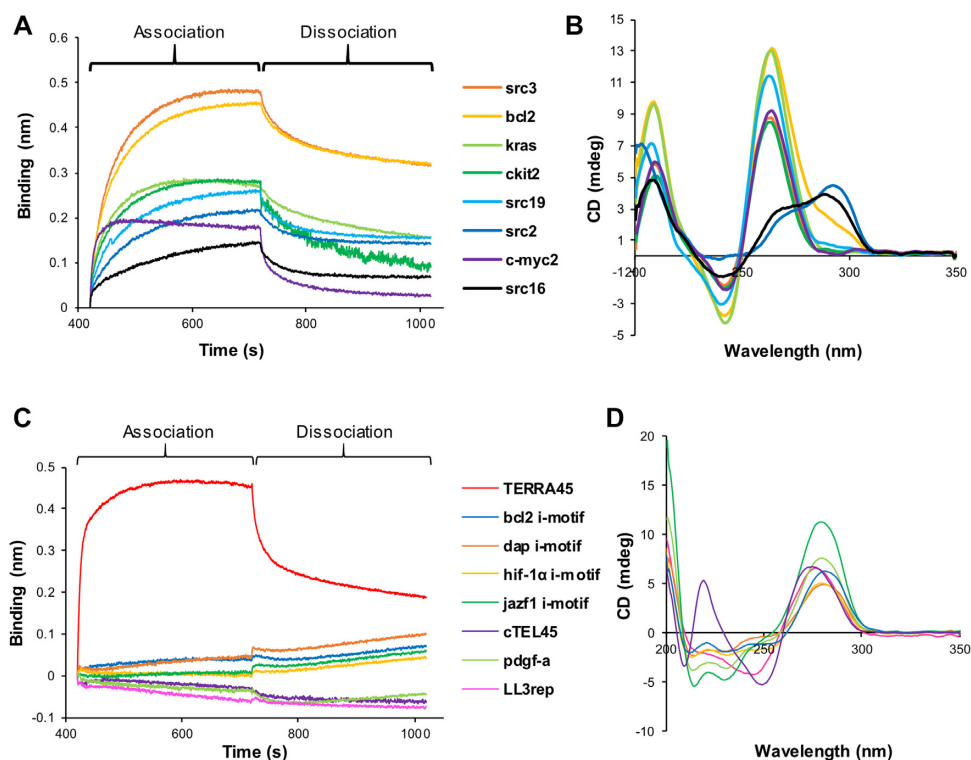 A
Association
Dissociation
0.6
0.5
0.4
0.3
0.2
0.1
0
400
600
800
1000
Binding (nm)
Time (s)
src3
bcl2
kras
ckit2
src19
src2
c-myc2
src16
B
15
13
11
9
7
5
3
1
-1
-3
-5
200
250
300
350
CD (mdeg)
Wavelength (nm)
C
Association
Dissociation
0.5
0.4
0.3
0.2
0.1
0
-0.1
400
600
800
1000
Binding (nm)
Time (s)
TERRA45
bcl2 i-motif
dap i-motif
hif-1α i-motif
jazf1 i-motif
cTEL45
pdgf-a
LL3rep
D
20
15
10
5
0
-5
-10
200
250
300
350
CD (mdeg)
Wavelength (nm)